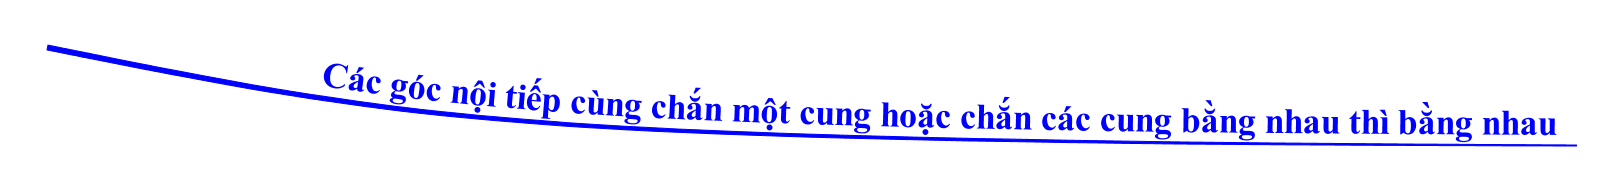 Các góc nội tiếp cùng chắn một cung hoặc chắn các cung bằng nhau thì bằng nhau